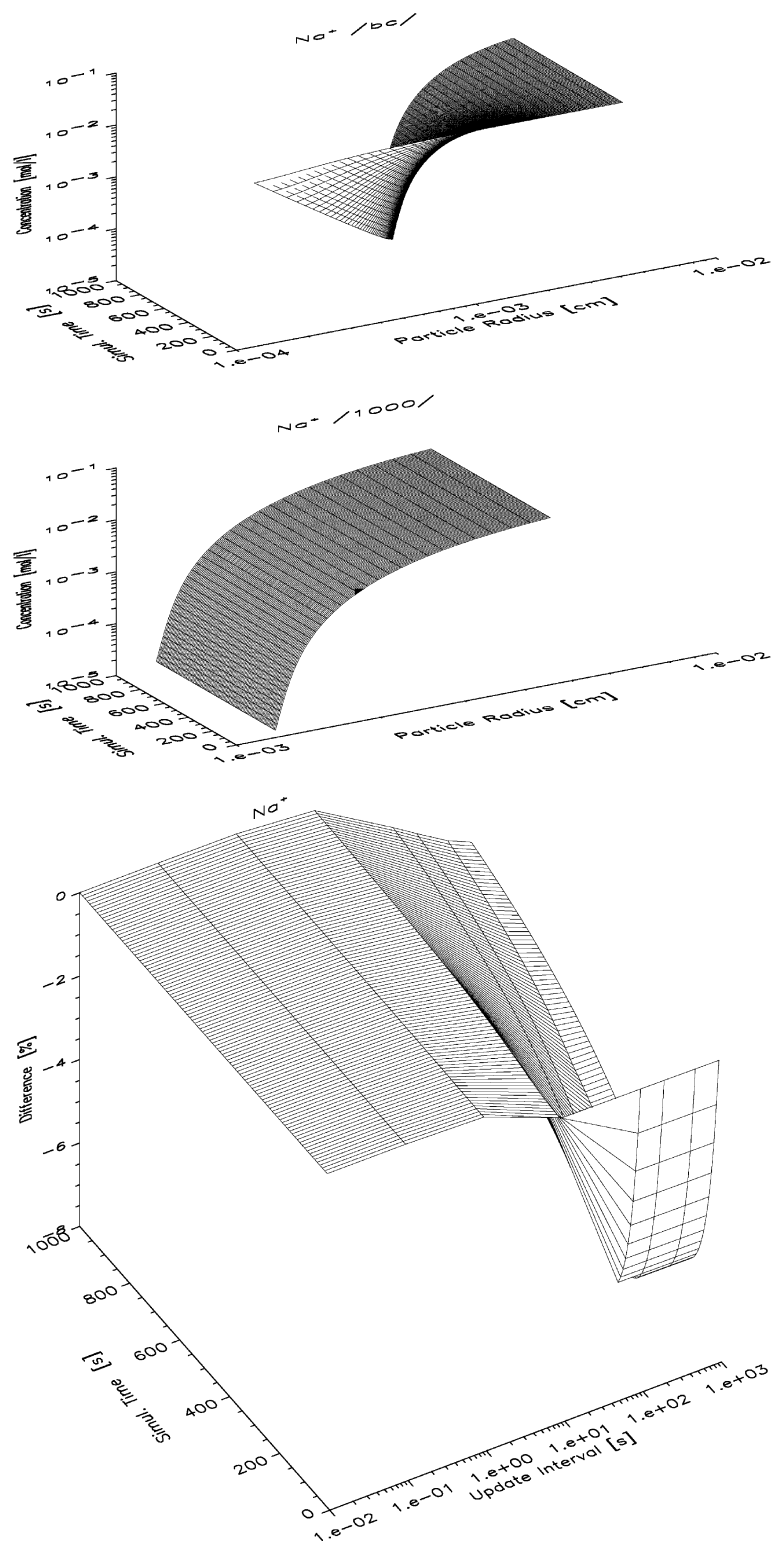 Na⁺ /bc/
10⁻¹
10⁻²
10⁻³
10⁻⁴
10⁻⁵
Concentration [mol/l]
1000
800
600
400
200
0
Simul. Time [s]
1.e-04
1.e-03
1.e-02
Particle Radius [cm]
Na⁺ /1000/
10⁻¹
10⁻²
10⁻³
10⁻⁴
10⁻⁵
Concentration [mol/l]
1000
800
600
400
200
0
Simul. Time [s]
1.e-03
1.e-02
Particle Radius [cm]
Na⁺
0
-2
-4
-6
-8
Difference [%]
1000
800
600
400
200
0
Simul. Time [s]
1.e-02
1.e-01
1.e+00
1.e+01
1.e+02
1.e+03
Update Interval [s]